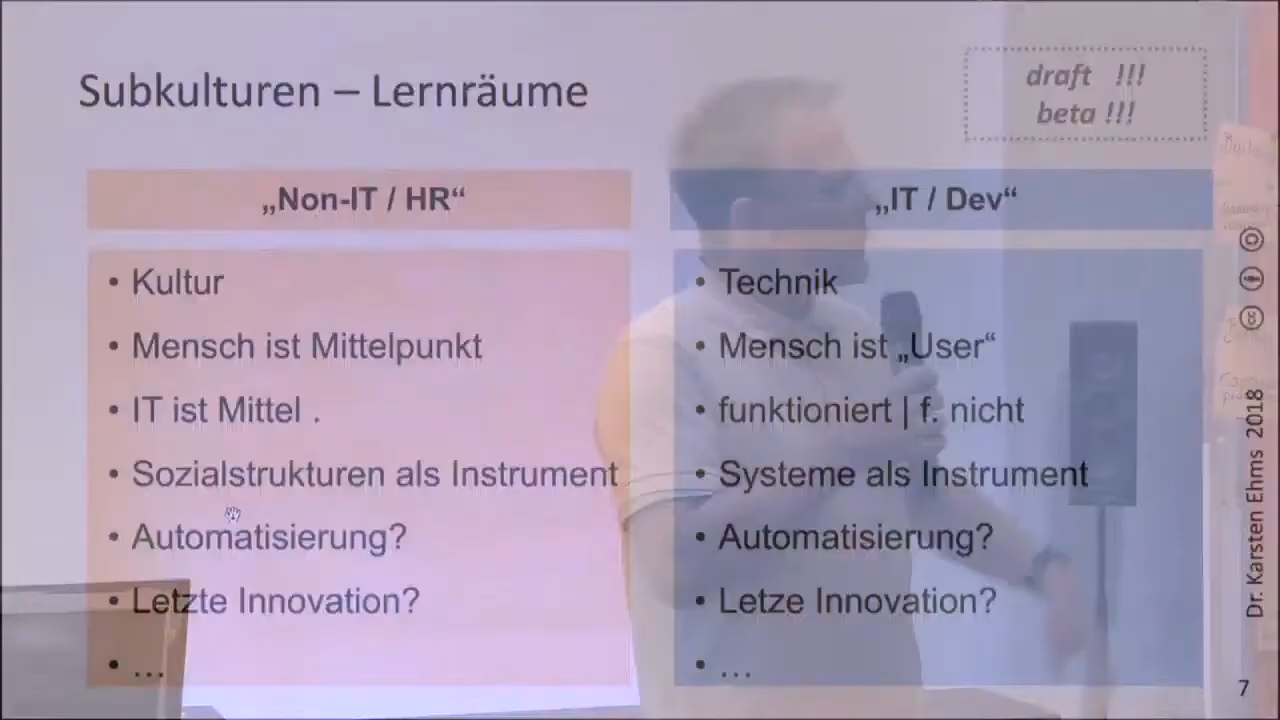 Subkulturen – Lernräume
draft !!!
beta !!!
„Non-IT / HR“
• Kultur
• Mensch ist Mittelpunkt
• IT ist Mittel .
• Sozialstrukturen als Instrument
• Automatisierung?
• Letzte Innovation?
• ...
„IT / Dev“
• Technik
• Mensch ist „User“
• funktioniert | f. nicht
• Systeme als Instrument
• Automatisierung?
• Letze Innovation?
• ...
Dr. Karsten Ehms 2018
7